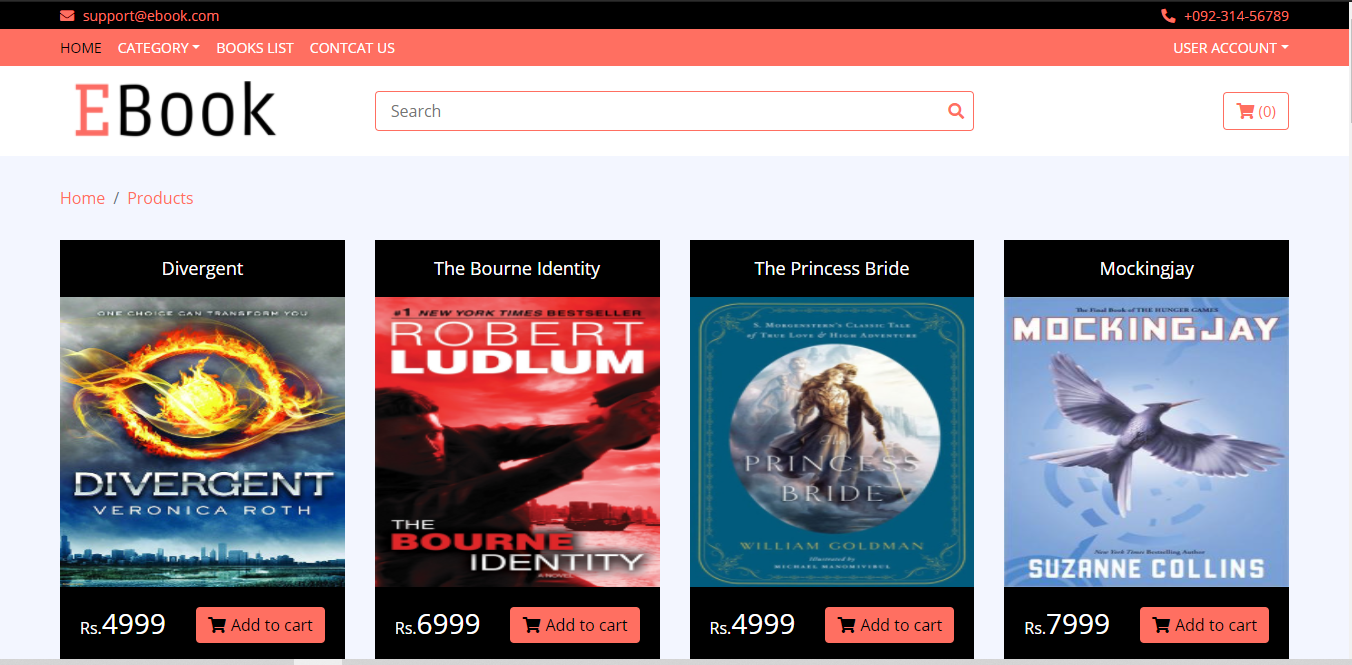 support@ebook.com +092-314-56789
HOME CATEGORY BOOKS LIST CONTCAT US USER ACCOUNT
EBook Search (0)
Home / Products
Divergent
ONE CHOICE CAN TRANSFORM YOU
DIVERGENT
VERONICA ROTH
Rs.4999 Add to cart
The Bourne Identity
#1 NEW YORK TIMES BESTSELLER
ROBERT
LUDLUM
THE
BOURNE
IDENTITY
A NOVEL
Rs.6999 Add to cart
The Princess Bride
S. MORGENSTERN'S CLASSIC TALE
of TRUE LOVE & HIGH ADVENTURE
The
PRINCESS
BRIDE
WILLIAM GOLDMAN
Illustrated by
MICHAEL MANOMIVIBUL
Rs.4999 Add to cart
Mockingjay
The Final Book of THE HUNGER GAMES
MOCKINGJAY
New York Times Bestselling Author
SUZANNE COLLINS
Rs.7999 Add to cart